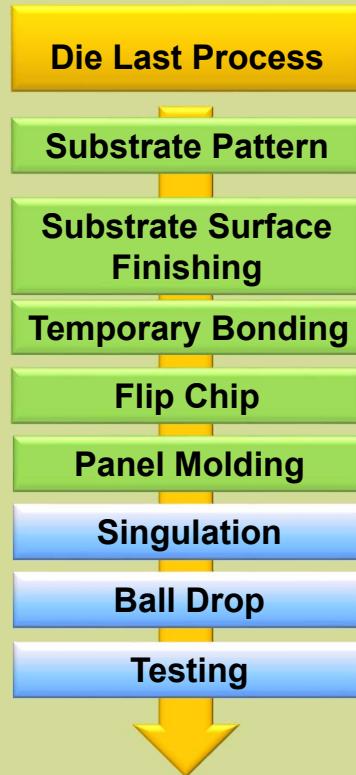 Die Last Process
Substrate Pattern
Substrate Surface
Finishing
Temporary Bonding
Flip Chip
Panel Molding
Singulation
Ball Drop
Testing